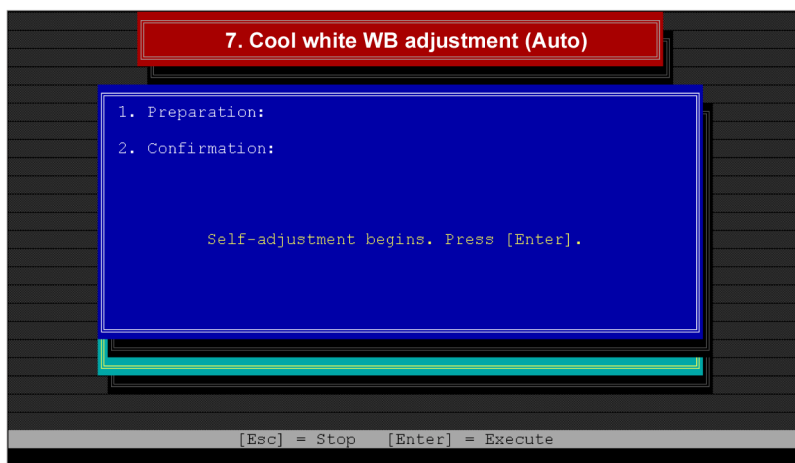 7. Cool white WB adjustment (Auto)
1. Preparation:
2. Confirmation:
Self-adjustment begins. Press [Enter].
[Esc] = Stop [Enter] = Execute